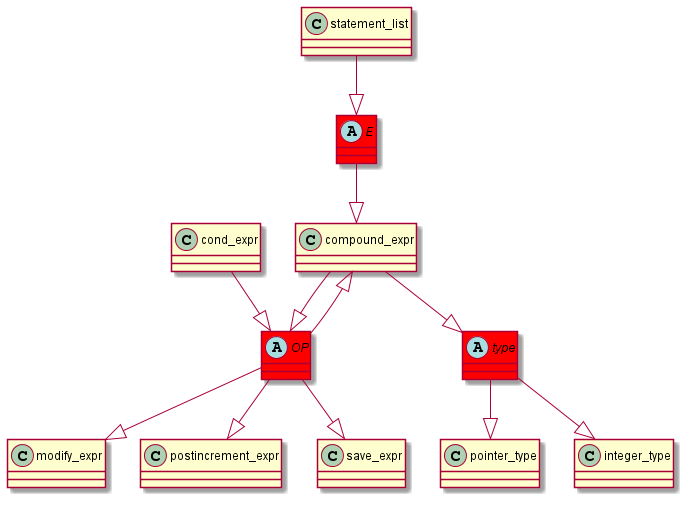 C statement_list
A E
C cond_expr
C compound_expr
A OP
A type
C modify_expr
C postincrement_expr
C save_expr
C pointer_type
C integer_type